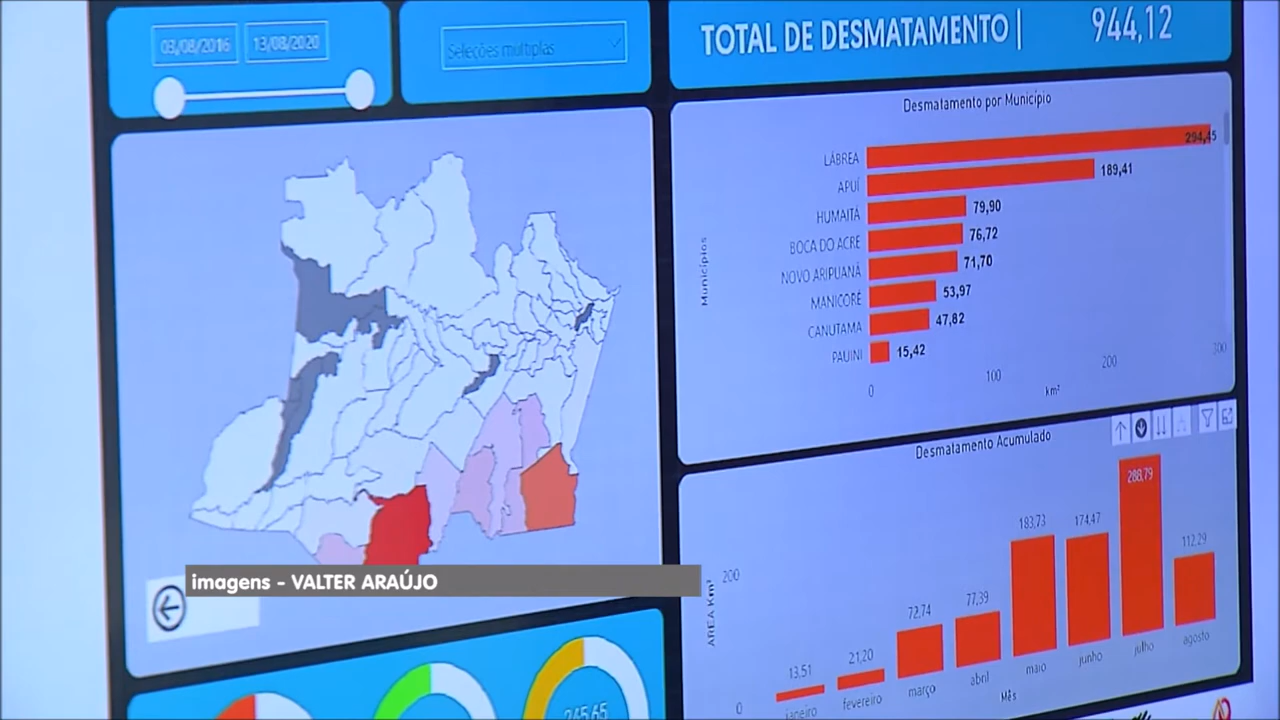 03/08/2016 13/08/2020
Seleções múltiplas
TOTAL DE DESMATAMENTO | 944,12
Desmatamento por Município
Municípios
LÁBREA 294,45
APUÍ 189,41
HUMAITÁ 79,90
BOCA DO ACRE 76,72
NOVO ARIPUANÃ 71,70
MANICORÉ 53,97
CANUTAMA 47,82
PAUINI 15,42
0 100 200 300
km²
Desmatamento Acumulado
AREA Km²
200
0
13,51 21,20 72,74 77,39 183,73 174,47 288,79 112,29
janeiro fevereiro março abril maio junho julho agosto
Mês
imagens - VALTER ARAÚJO
265,65